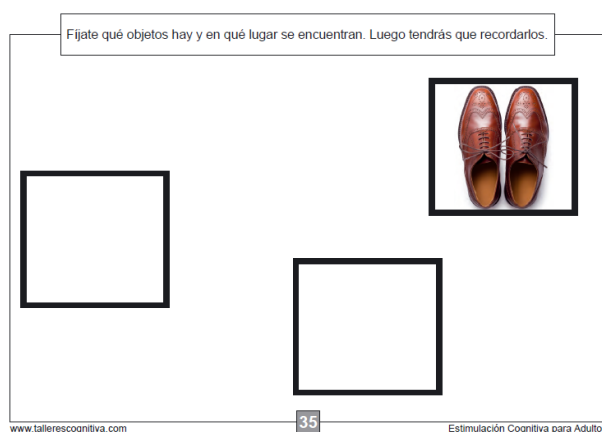 Fíjate qué objetos hay y en qué lugar se encuentran. Luego tendrás que recordarlos.
www.tallerescognitiva.com
35
Estimulación Cognitiva para Adulto